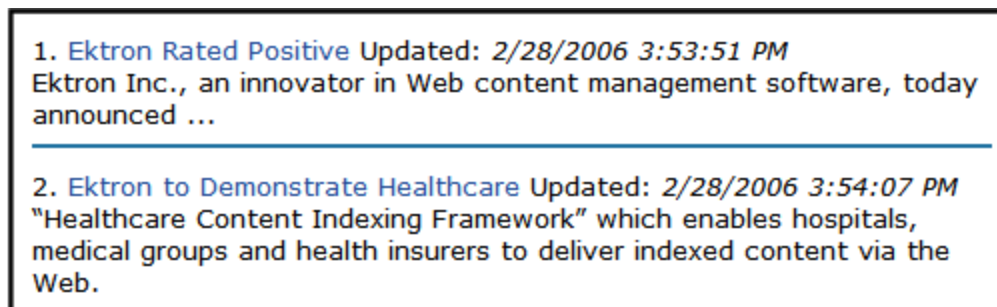 1. Ektron Rated Positive Updated: 2/28/2006 3:53:51 PM
Ektron Inc., an innovator in Web content management software, today
announced ...
2. Ektron to Demonstrate Healthcare Updated: 2/28/2006 3:54:07 PM
“Healthcare Content Indexing Framework” which enables hospitals,
medical groups and health insurers to deliver indexed content via the
Web.